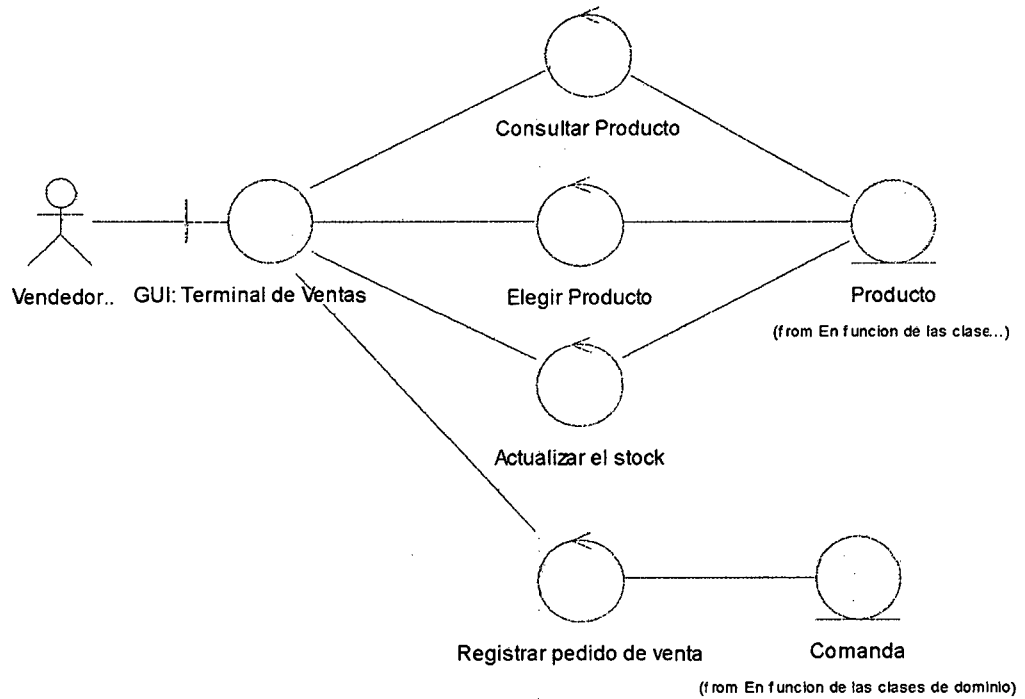 Consultar Producto
Vendedor..
GUI: Terminal de Ventas
Elegir Producto
Producto
(from En funcion de las clase...)
Actualizar el stock
Registrar pedido de venta
Comanda
(from En funcion de las clases de dominio)